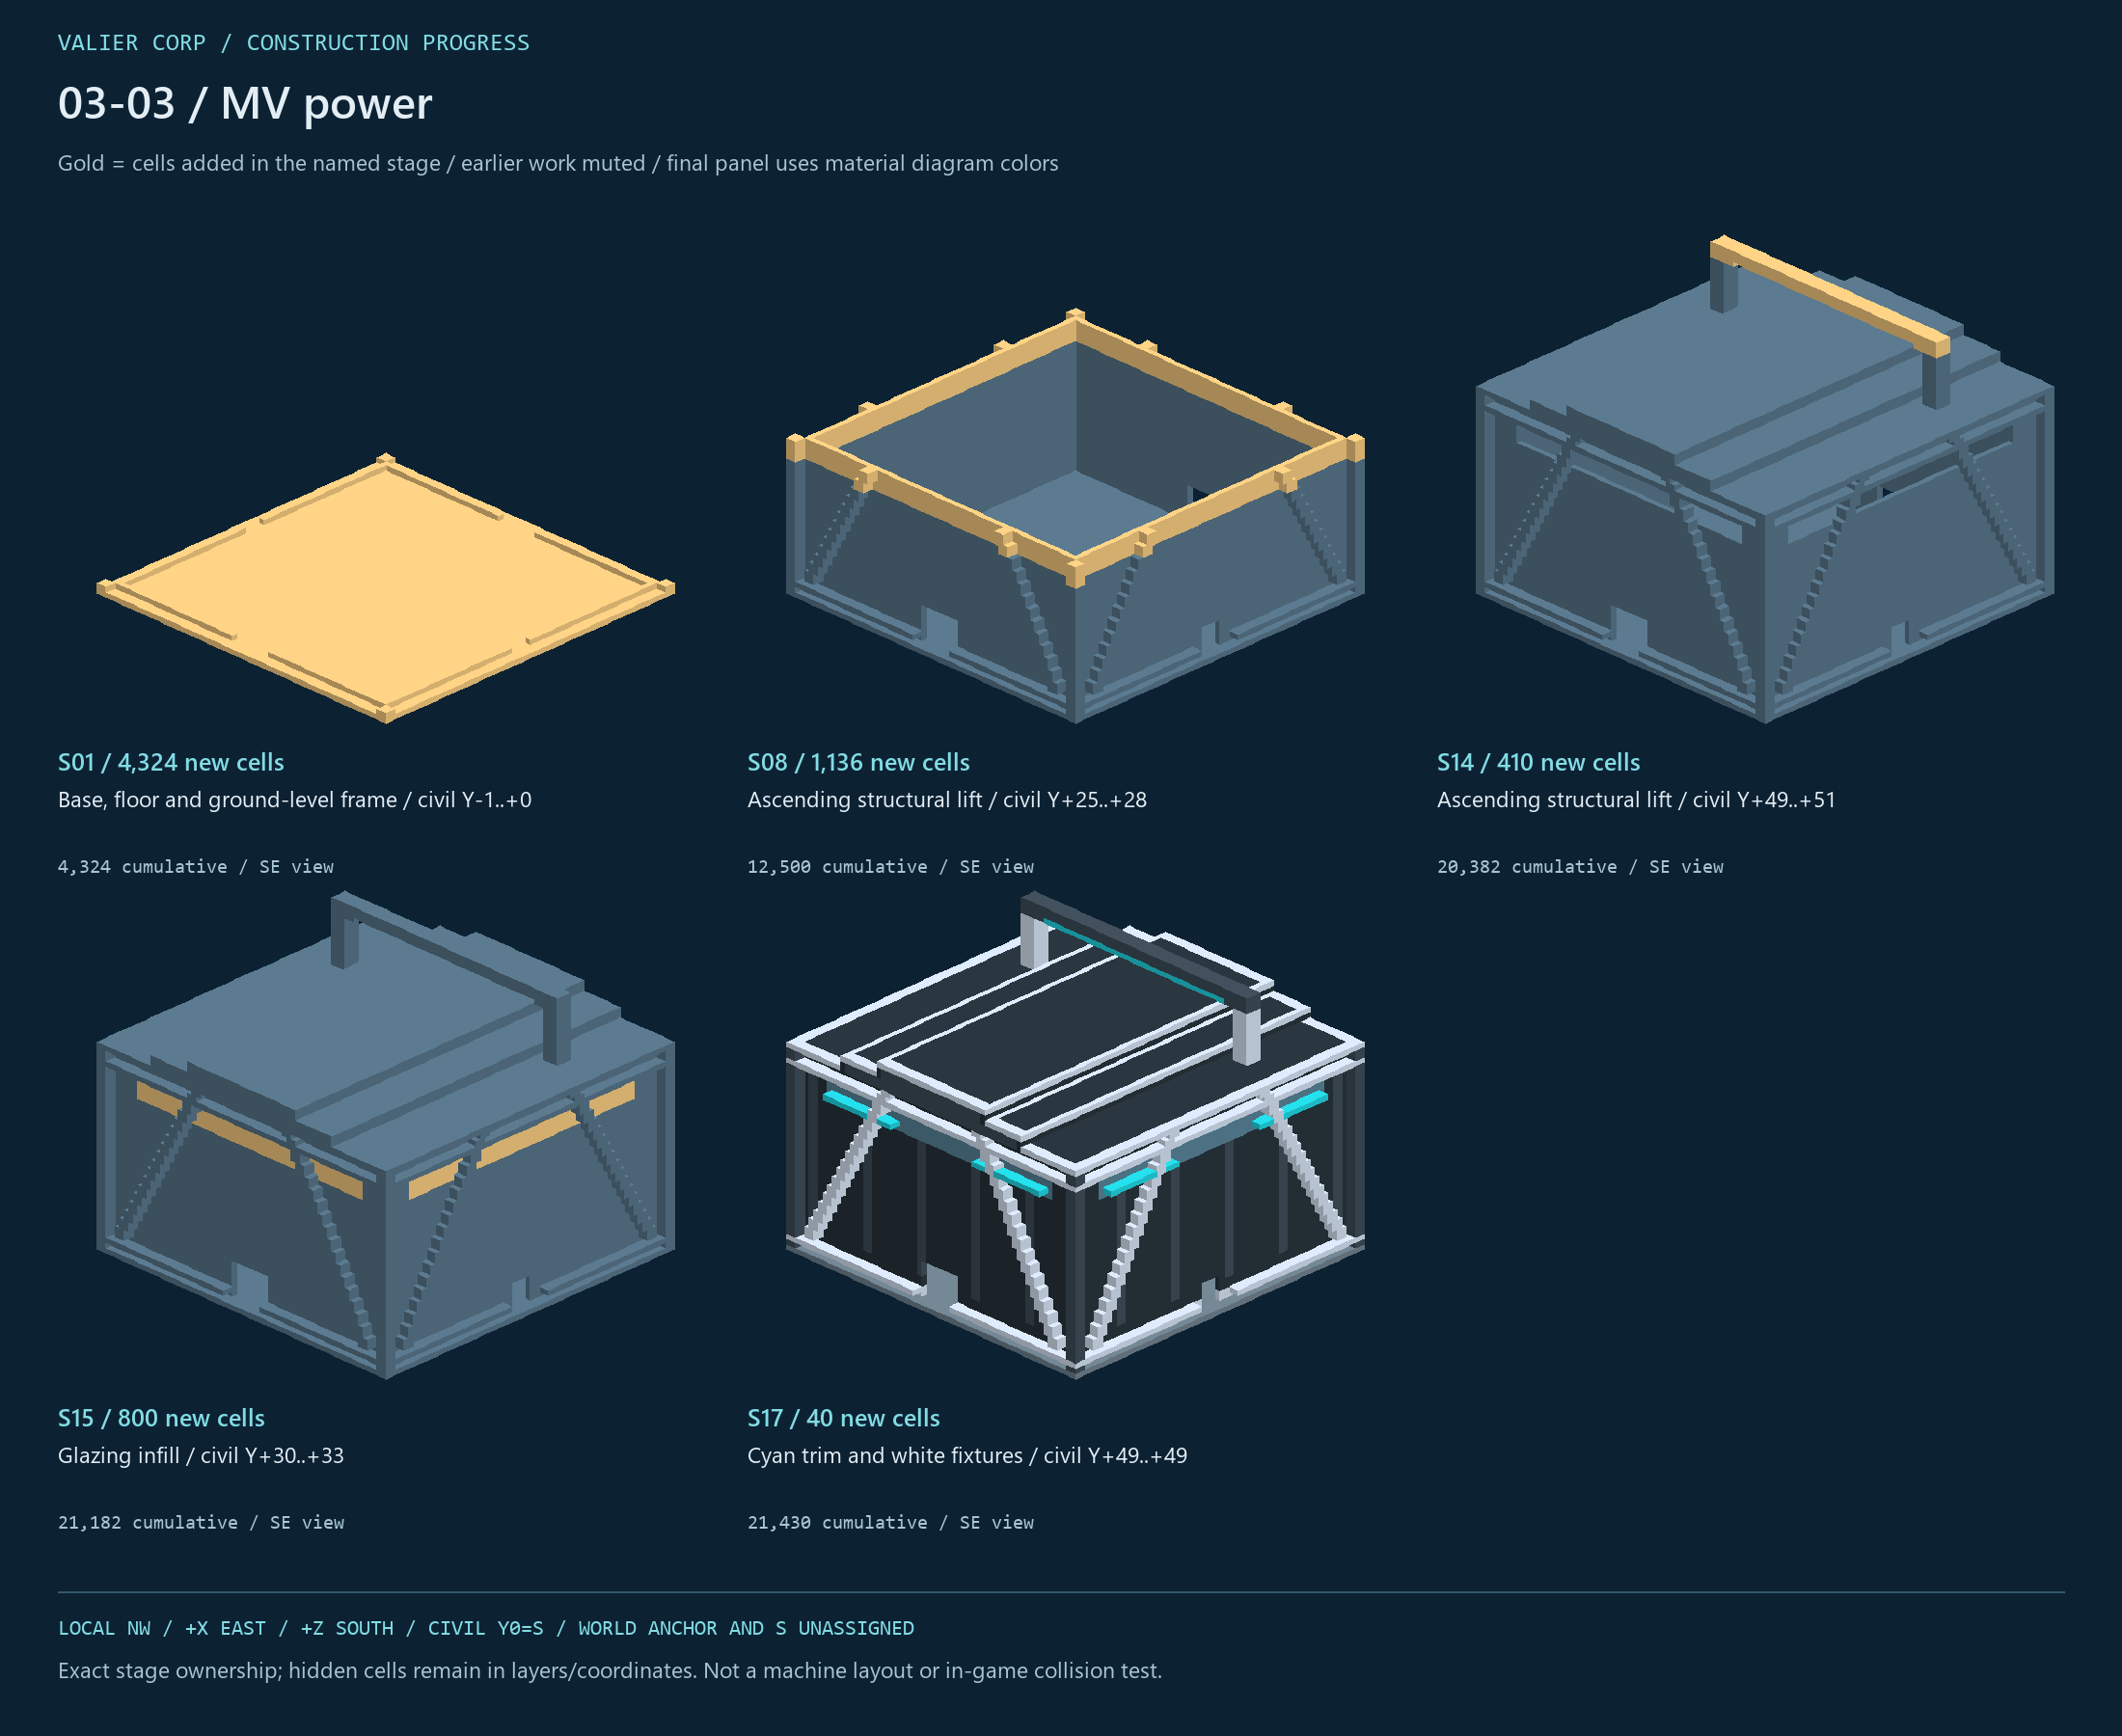 VALIER CORP / CONSTRUCTION PROGRESS
03-03 / MV power
Gold = cells added in the named stage / earlier work muted / final panel uses material diagram colors
S01 / 4,324 new cells
Base, floor and ground-level frame / civil Y-1..+0
4,324 cumulative / SE view
S08 / 1,136 new cells
Ascending structural lift / civil Y+25..+28
12,500 cumulative / SE view
S14 / 410 new cells
Ascending structural lift / civil Y+49..+51
20,382 cumulative / SE view
S15 / 800 new cells
Glazing infill / civil Y+30..+33
21,182 cumulative / SE view
S17 / 40 new cells
Cyan trim and white fixtures / civil Y+49..+49
21,430 cumulative / SE view
LOCAL NW / +X EAST / +Z SOUTH / CIVIL Y0=S / WORLD ANCHOR AND S UNASSIGNED
Exact stage ownership; hidden cells remain in layers/coordinates. Not a machine layout or in-game collision test.